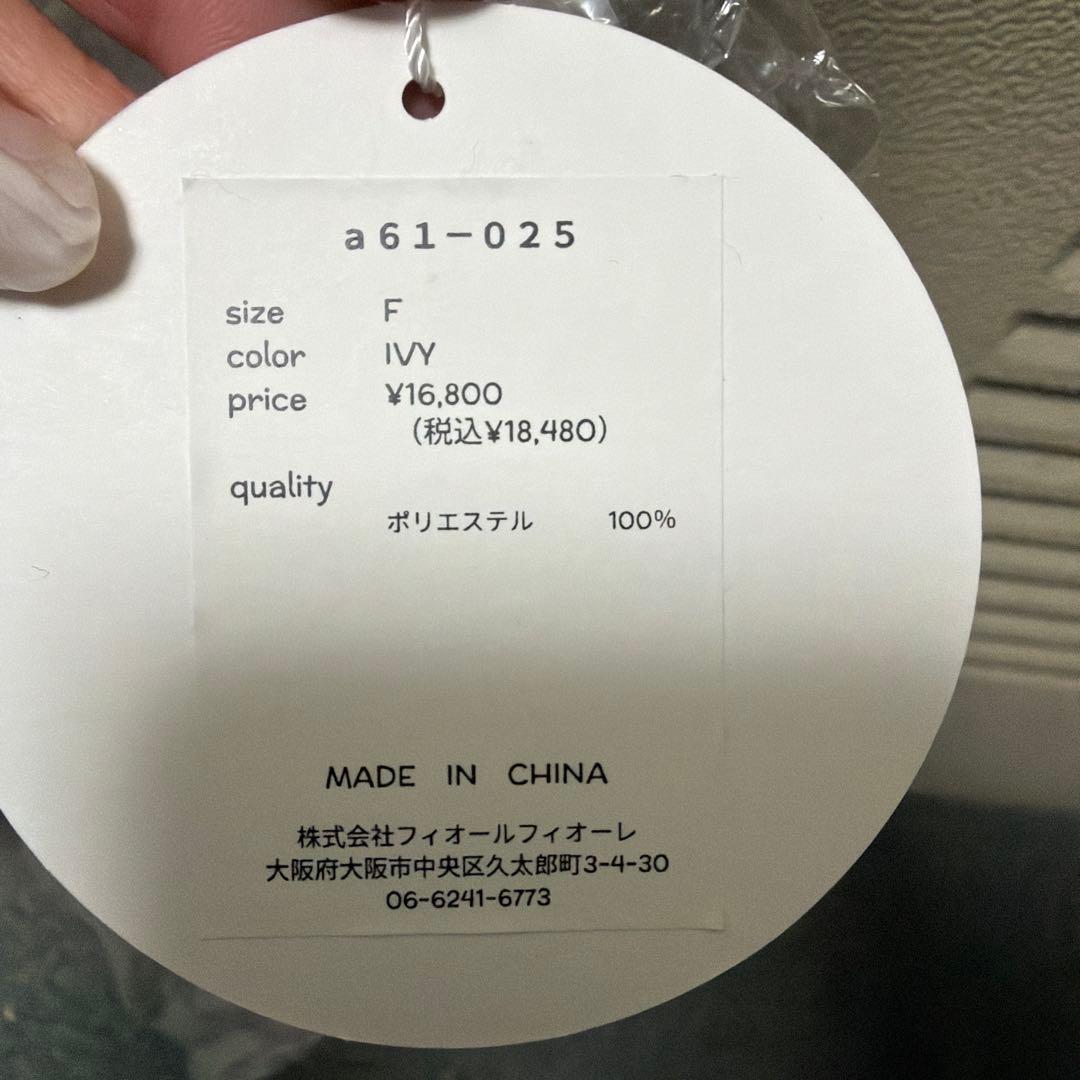 a61-025
size F
color IVY
price ¥16,800
(税込¥18,480)
quality
ポリエステル 100%
MADE IN CHINA
株式会社フィオールフィオーレ
大阪府大阪市中央区久太郎町3-4-30
06-6241-6773